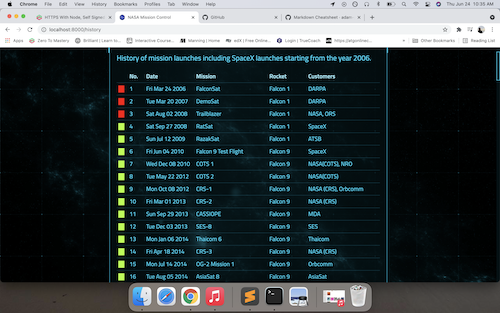 Chrome File Edit View History Bookmarks Profiles Tab Window Help Thu Jun 24 10:35 AM
HTTPS With Node, Self Signed NASA Mission Control GitHub Markdown Cheatsheet · adam
localhost:8000/history
Apps Zero To Mastery Brilliant | Learn to Interactive Course... Morning | Home edX | Free Online... LogIn | TrueCoach Other Bookmarks Reading List
History of mission launches including SpaceX launches starting from the year 2006.
No. Date Mission Rocket Customers
1 Fri Mar 24 2006 FalconSat Falcon 1 DARPA
2 Tue Mar 20 2007 DemoSat Falcon 1 DARPA
3 Sat Aug 02 2008 Trailblazer Falcon 1 NASA, ORS
4 Sat Sep 27 2008 RatSat Falcon 1 SpaceX
5 Sun Jul 12 2009 RazakSat Falcon 1 ATSB
6 Fri Jun 04 2010 Falcon 9 Test Flight Falcon 9 SpaceX
7 Wed Dec 08 2010 COTS 1 Falcon 9 NASA(COTS), NRO
8 Tue May 22 2012 COTS 2 Falcon 9 NASA(COTS)
9 Mon Oct 08 2012 CRS-1 Falcon 9 NASA (CRS), Orbcomm
10 Fri Mar 01 2013 CRS-2 Falcon 9 NASA (CRS)
11 Sun Sep 29 2013 CASSIOPE Falcon 9 MDA
12 Tue Dec 03 2013 SES-8 Falcon 9 SES
13 Mon Jan 06 2014 Thaicom 6 Falcon 9 Thaicom
14 Fri Apr 18 2014 CRS-3 Falcon 9 NASA (CRS)
15 Mon Jul 14 2014 OG-2 Mission 1 Falcon 9 Orbcomm
16 Tue Aug 05 2014 AsiaSat 8 Falcon 9 AsiaSat